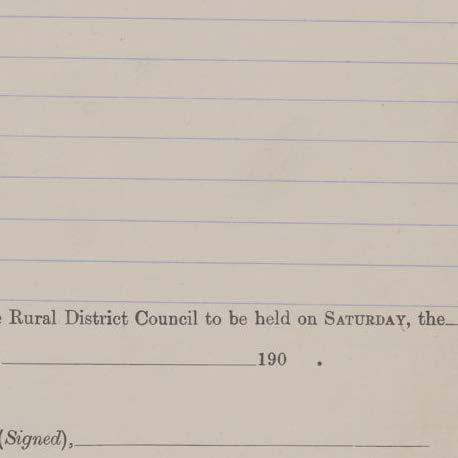 Rural District Council to be held on SATURDAY, the
190 .
(Signed),